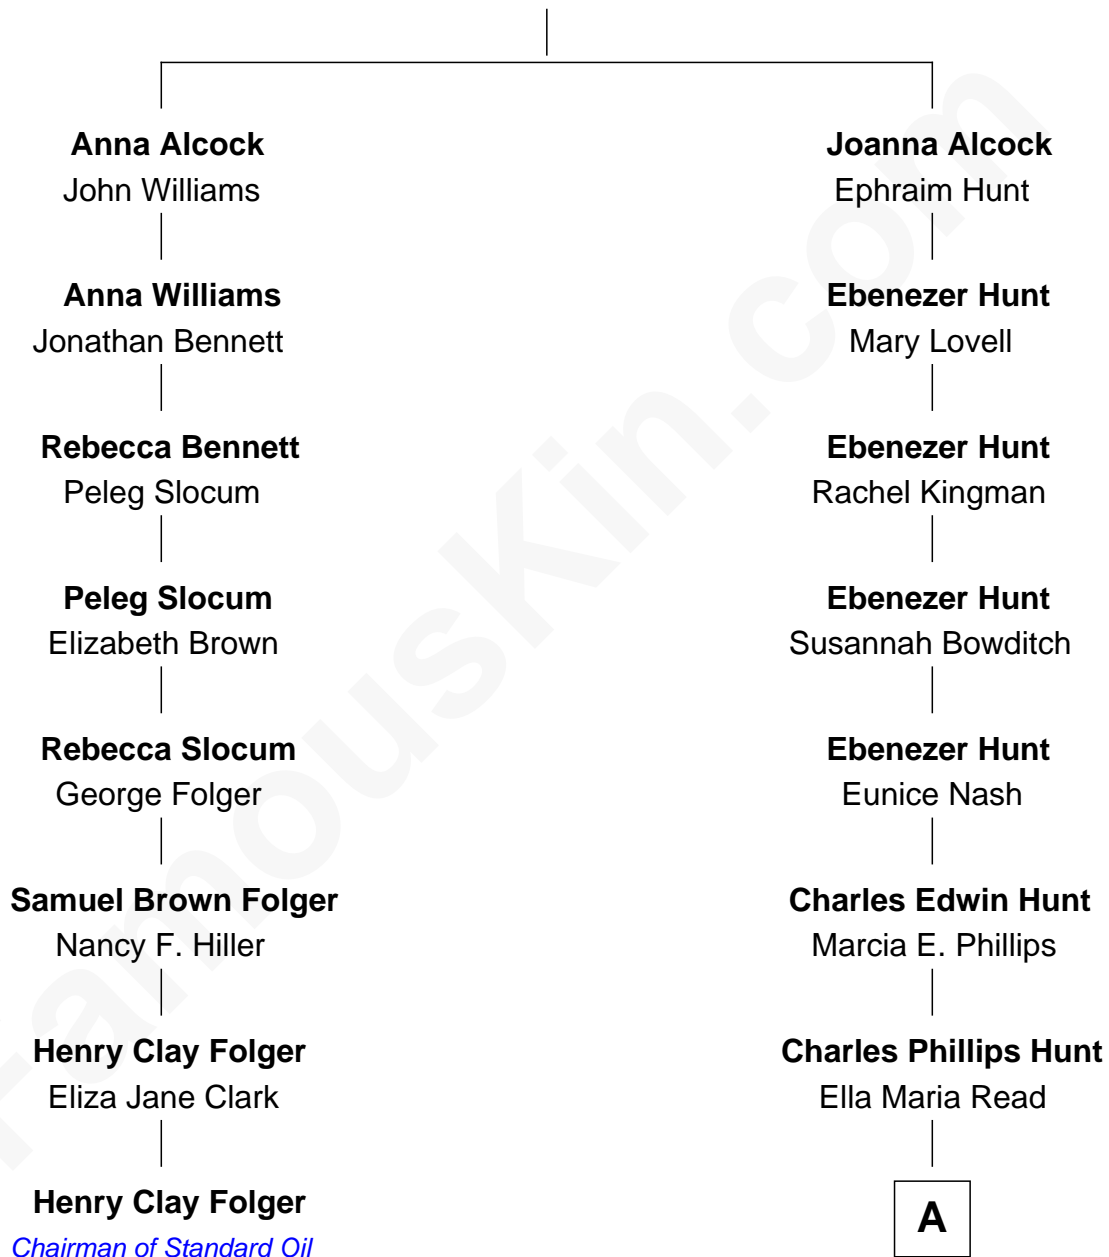 Anna Alcock
John Williams
Joanna Alcock
Ephraim Hunt
Anna Williams
Jonathan Bennett
Ebenezer Hunt
Mary Lovell
Rebecca Bennett
Peleg Slocum
Ebenezer Hunt
Rachel Kingman
Peleg Slocum
Elizabeth Brown
Ebenezer Hunt
Susannah Bowditch
Rebecca Slocum
George Folger
Ebenezer Hunt
Eunice Nash
Samuel Brown Folger
Nancy F. Hiller
Charles Edwin Hunt
Marcia E. Phillips
Henry Clay Folger
Eliza Jane Clark
Charles Phillips Hunt
Ella Maria Read
Henry Clay Folger
Chairman of Standard Oil
A
FamousKin.com